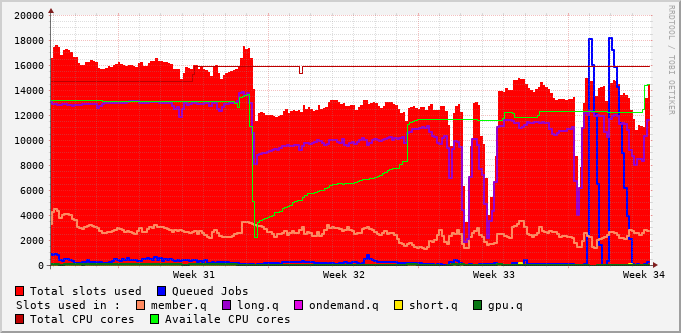 20000
18000
16000
14000
12000
10000
8000
6000
4000
2000
0
Week 31 Week 32 Week 33 Week 34
RRDTOOL / TOBI OETIKER
Total slots used Queued Jobs
Slots used in : member.q long.q ondemand.q short.q gpu.q
Total CPU cores Availale CPU cores